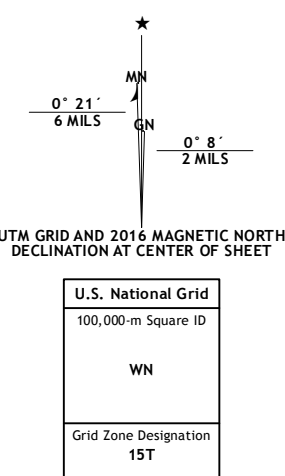 ★
MN
0° 21´
6 MILS
GN
0° 8´
2 MILS
UTM GRID AND 2016 MAGNETIC NORTH
DECLINATION AT CENTER OF SHEET
U.S. National Grid
100,000-m Square ID
WN
Grid Zone Designation
15T